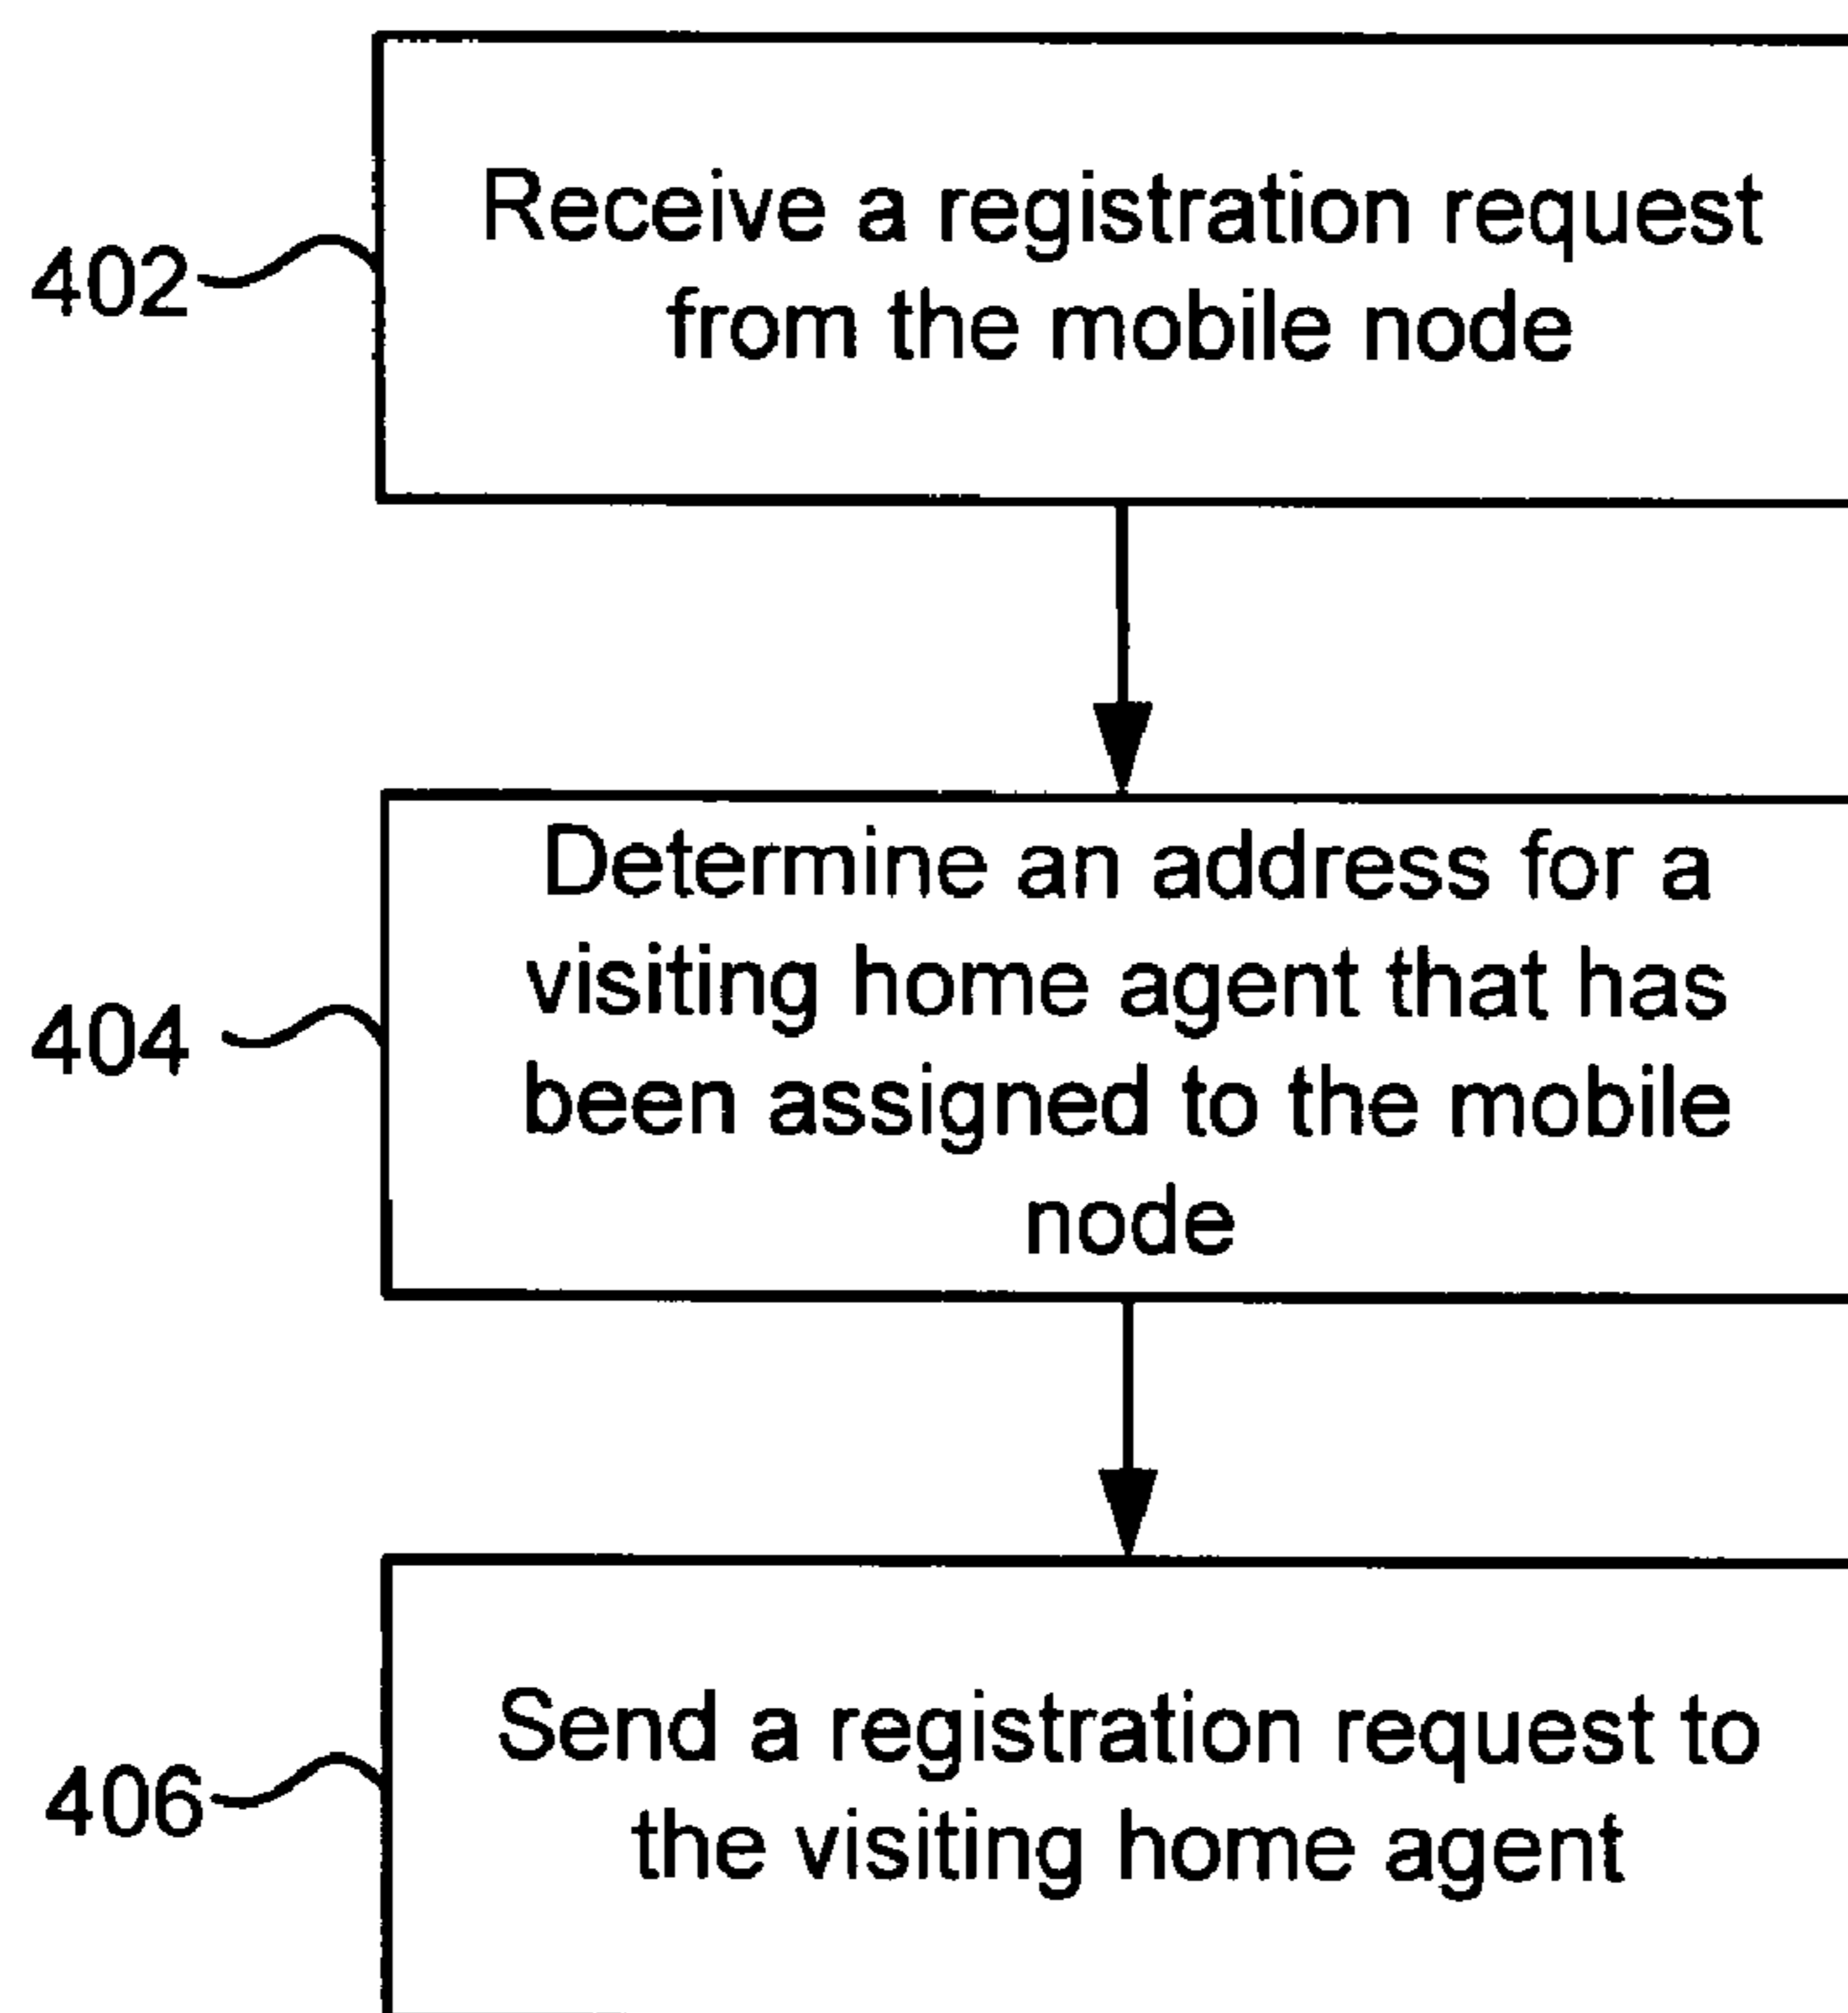 Receive a registration request
from the mobile node
402
Determine an address for a
visiting home agent that has
been assigned to the mobile
node
404
Send a registration request to
the visiting home agent
406